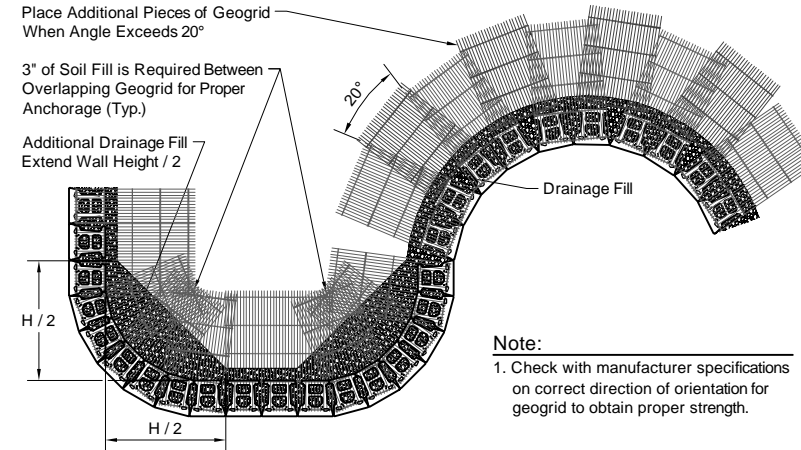 Place Additional Pieces of Geogrid
When Angle Exceeds 20°
3" of Soil Fill is Required Between
Overlapping Geogrid for Proper
Anchorage (Typ.)
Additional Drainage Fill
Extend Wall Height / 2
20°
Drainage Fill
H / 2
H / 2
Note:
1. Check with manufacturer specifications
on correct direction of orientation for
geogrid to obtain proper strength.